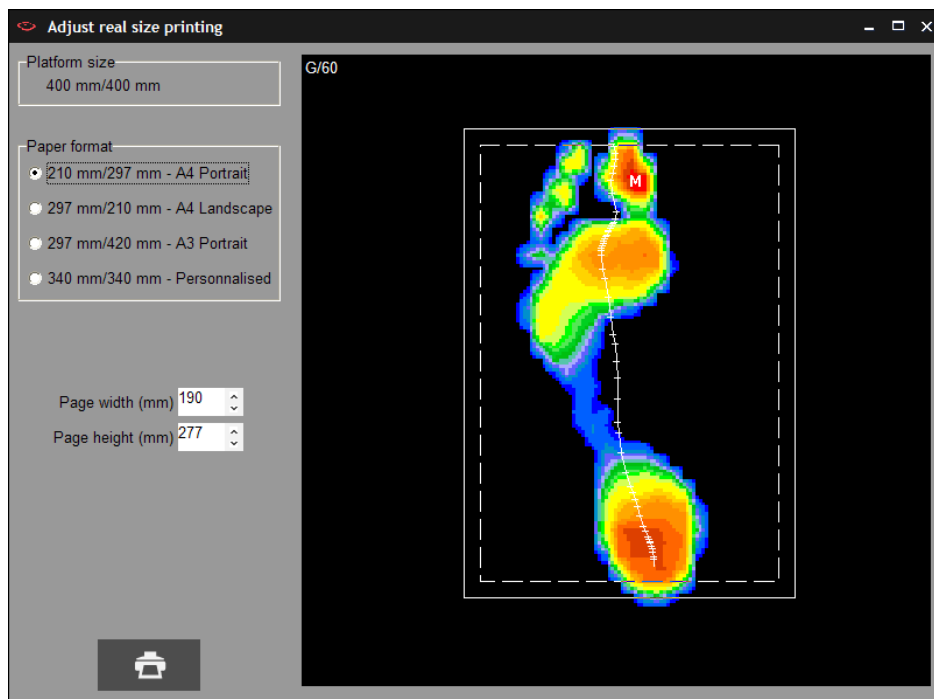 Adjust real size printing
Platform size
400 mm/400 mm
G/60
Paper format
210 mm/297 mm - A4 Portrait
297 mm/210 mm - A4 Landscape
297 mm/420 mm - A3 Portrait
340 mm/340 mm - Personnalised
M
Page width (mm) 190
Page height (mm) 277